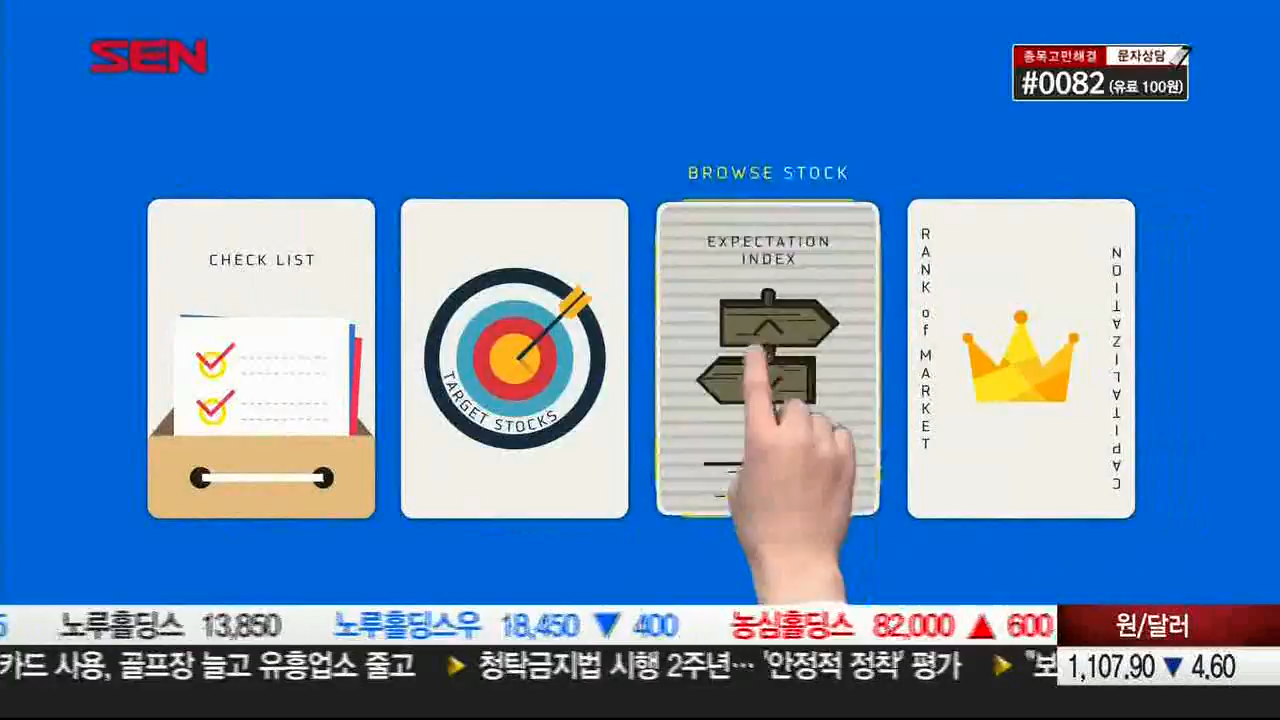 SEN
종목고민해결 문자상담
#0082 (유료 100원)
BROWSE STOCK
CHECK LIST
TARGET STOCKS
EXPECTATION
INDEX
RANK of MARKET
CAPITALIZATION
노루홀딩스 13,850 노루홀딩스우 18,450 ▼ 400 농심홀딩스 82,000 ▲ 600
원/달러
카드 사용, 골프장 늘고 유흥업소 줄고 ▶ 청탁금지법 시행 2주년… '안정적 정착' 평가 ▶ "보
1,107.90 ▼ 4.60